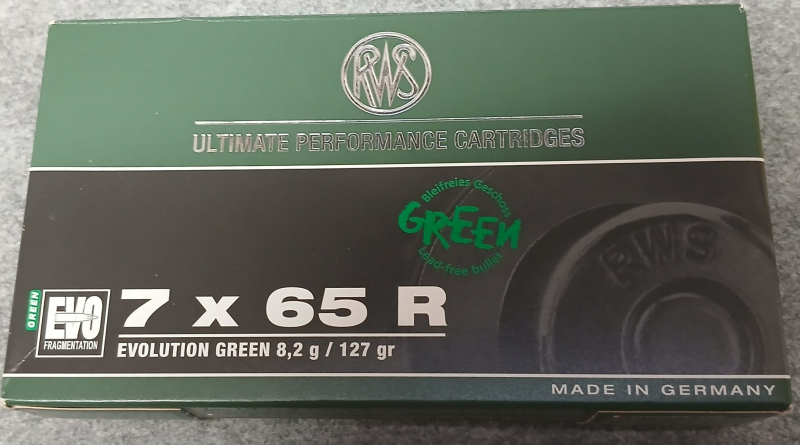 RWS
ULTIMATE PERFORMANCE CARTRIDGES
Bleifreies Geschoss
GREEN
Lead-free bullet
RWS
GREEN
EVO
FRAGMENTATION
7 x 65 R
EVOLUTION GREEN 8,2 g / 127 gr
MADE IN GERMANY